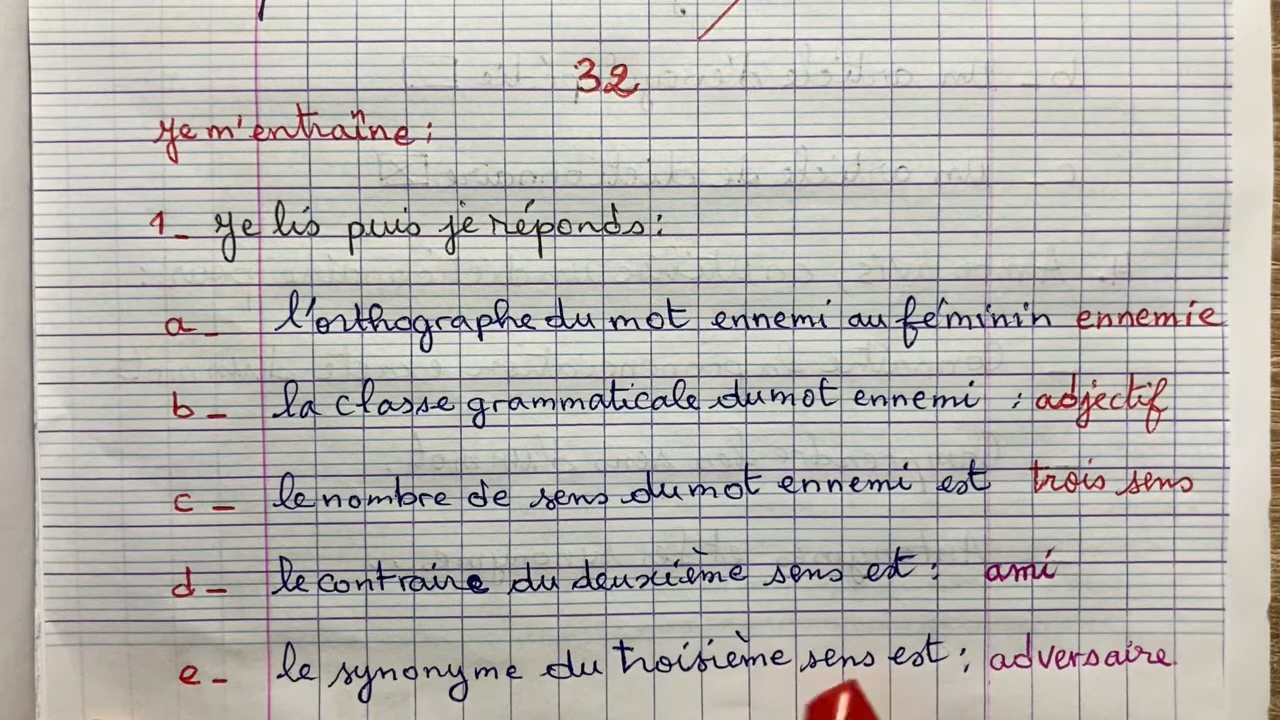 32
Je m'entraîne :
1_ Je lis puis je réponds :
a_ l'orthographe du mot ennemi au féminin ennemie
b_ la classe grammaticale du mot ennemi : adjectif
c_ le nombre de sens du mot ennemi est trois sens
d_ le contraire du deuxième sens est : ami
e_ le synonyme du troisième sens est : adversaire